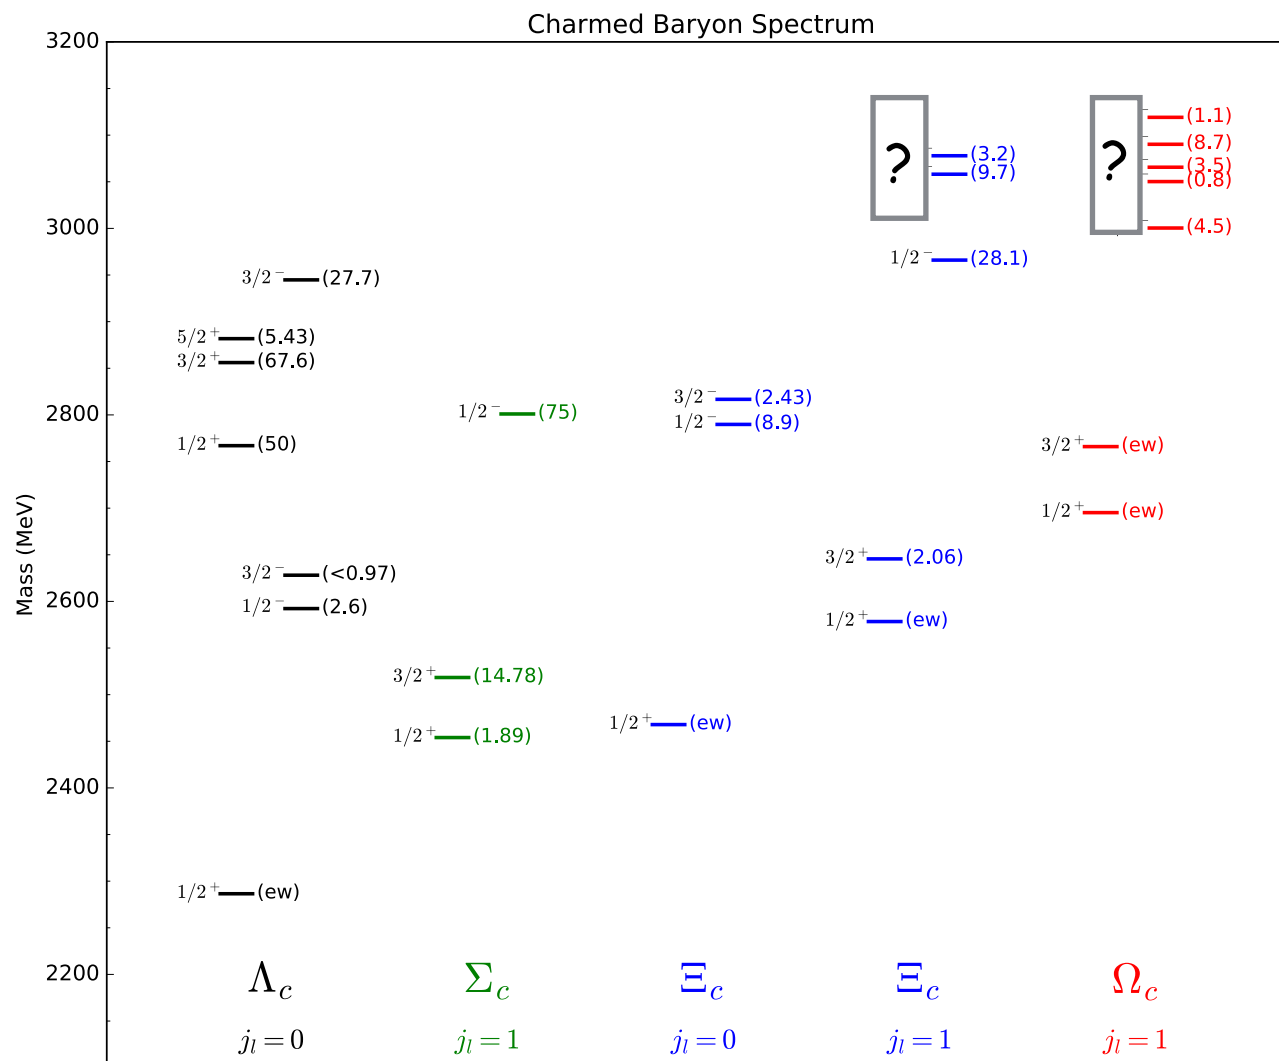 Charmed Baryon Spectrum
3200
(1.1)
(8.7)
? (3.2) ? (3.5)
(9.7) (0.8)
3000 (4.5)
1/2⁻ (28.1)
3/2⁻ (27.7)
5/2⁺ (5.43)
3/2⁺ (67.6)
3/2⁻ (2.43)
2800 1/2⁻ (75) 1/2⁻ (8.9)
1/2⁺ (50) 3/2⁺ (ew)
1/2⁺ (ew)
Mass (MeV)
3/2⁺ (2.06)
3/2⁻ (<0.97)
2600 1/2⁻ (2.6)
1/2⁺ (ew)
3/2⁺ (14.78)
1/2⁺ (1.89) 1/2⁺ (ew)
2400
1/2⁺ (ew)
2200 Λc Σc Ξc Ξc Ωc
jl = 0 jl = 1 jl = 0 jl = 1 jl = 1